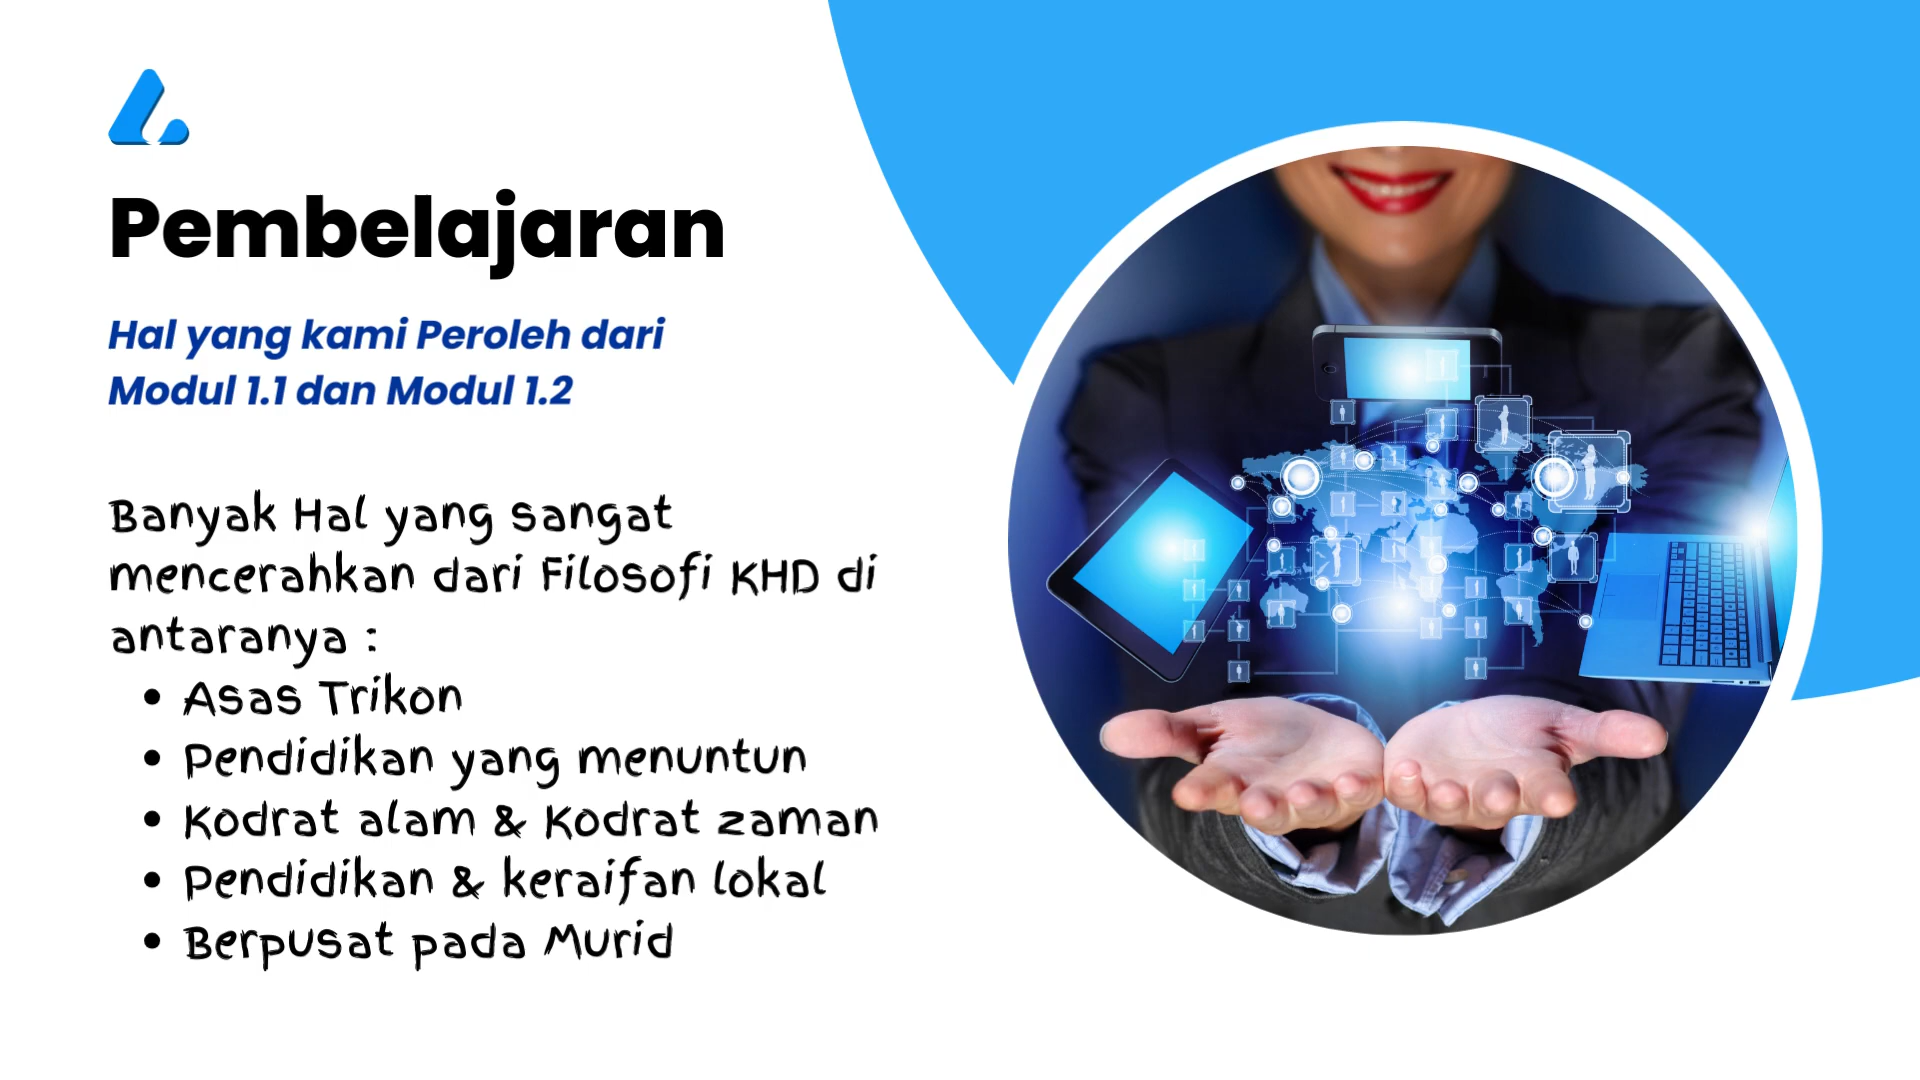 Pembelajaran
Hal yang kami Peroleh dari
Modul 1.1 dan Modul 1.2
Banyak Hal yang sangat
mencerahkan dari Filosofi KHD di
antaranya :
• Asas Trikon
• Pendidikan yang menuntun
• Kodrat alam & Kodrat zaman
• Pendidikan & keraifan lokal
• Berpusat pada Murid